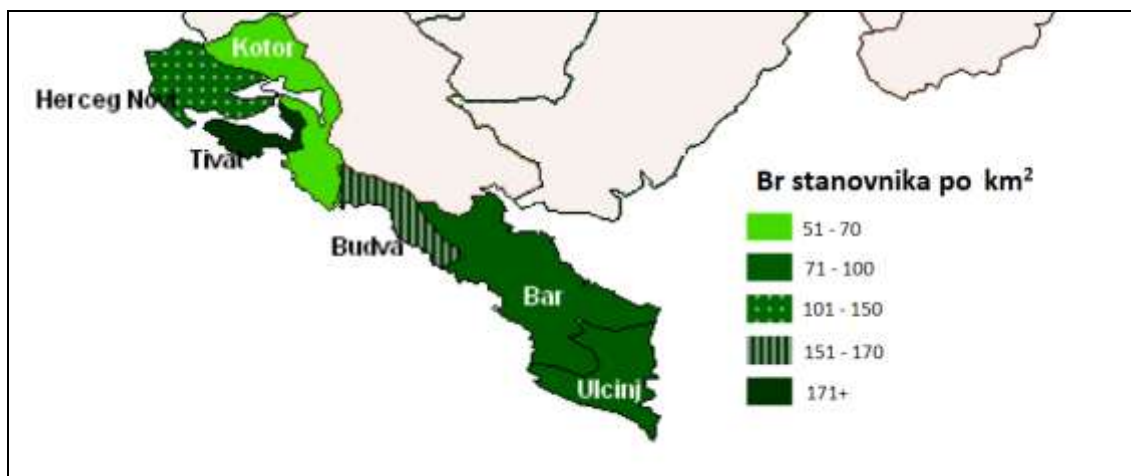 Kotor
Herceg Novi
Tivat
Budva
Bar
Ulcinj
Br stanovnika po km²
51 - 70
71 - 100
101 - 150
151 - 170
171+